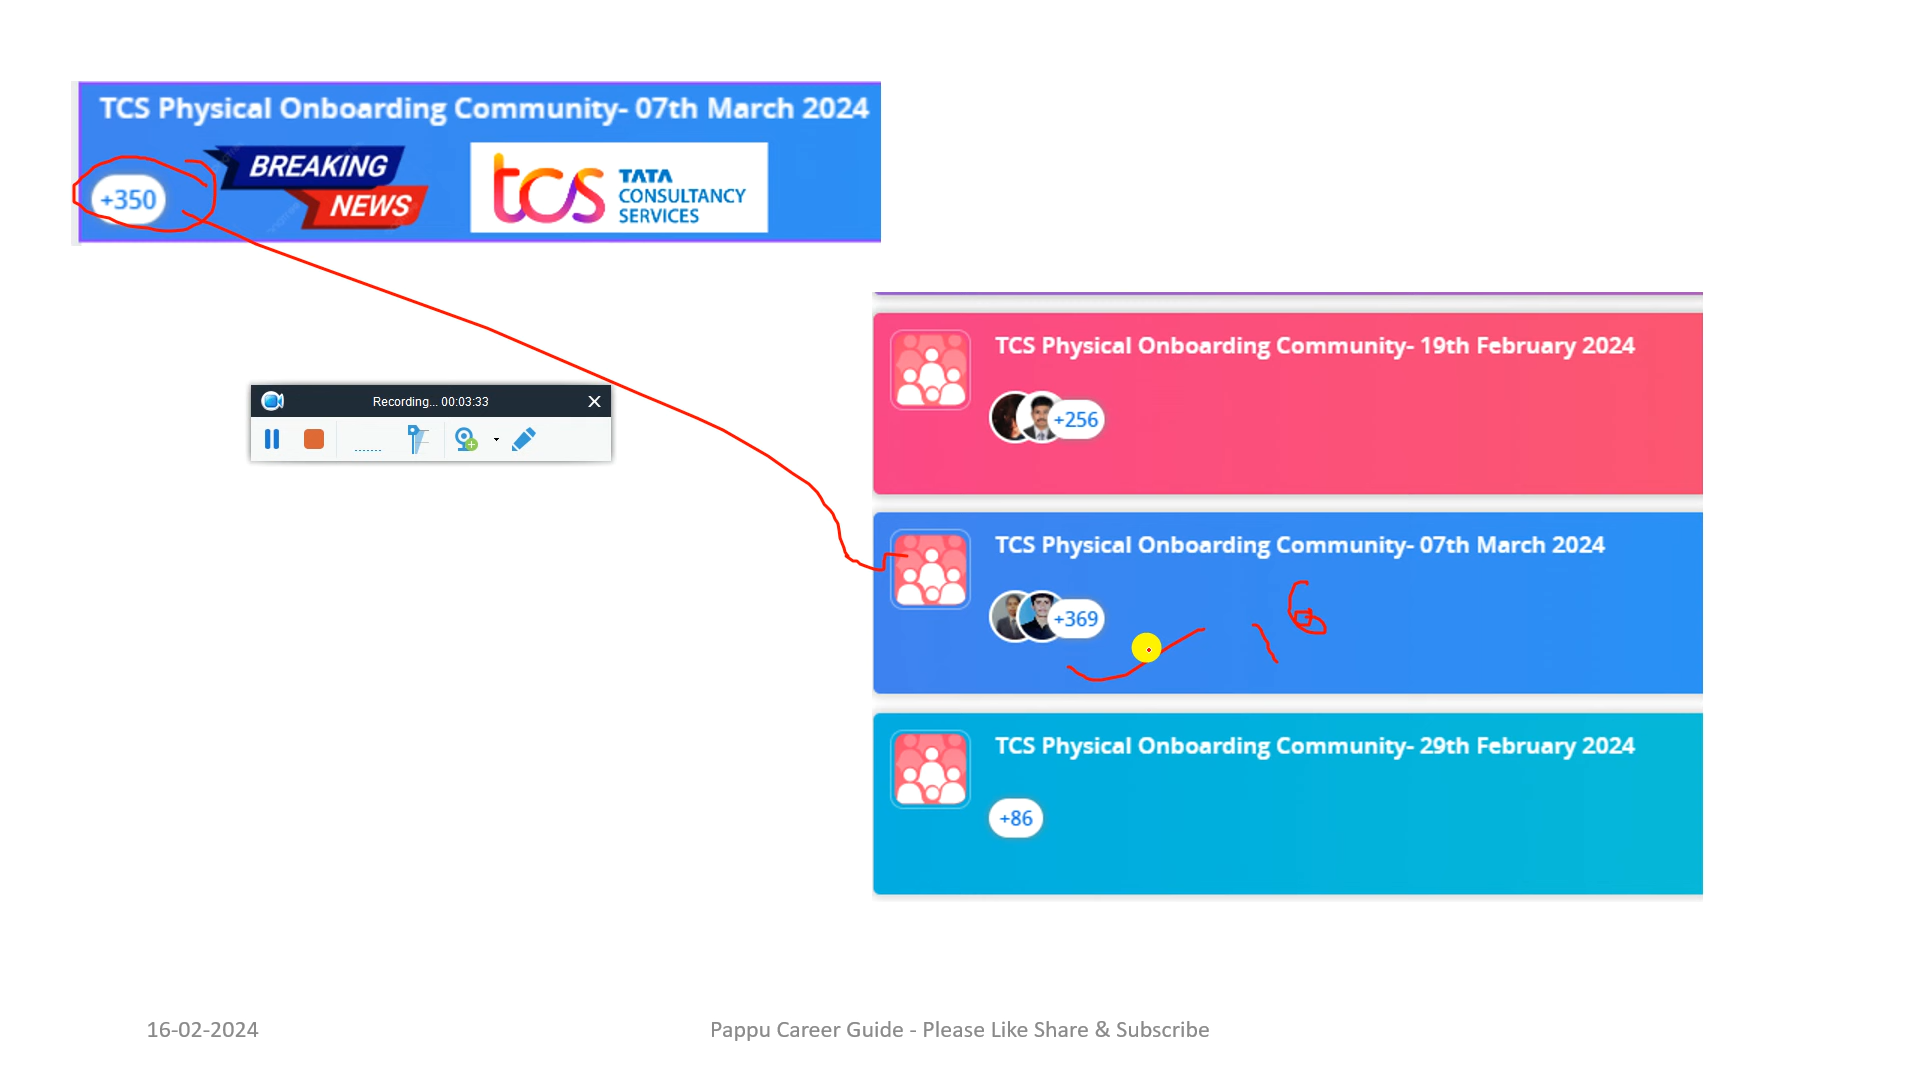 TCS Physical Onboarding Community- 07th March 2024
BREAKING
NEWS
+350
tcs TATA
CONSULTANCY
SERVICES
TCS Physical Onboarding Community- 19th February 2024
+256
Recording... 00:03:33
TCS Physical Onboarding Community- 07th March 2024
+369
16
TCS Physical Onboarding Community- 29th February 2024
+86
16-02-2024
Pappu Career Guide - Please Like Share & Subscribe